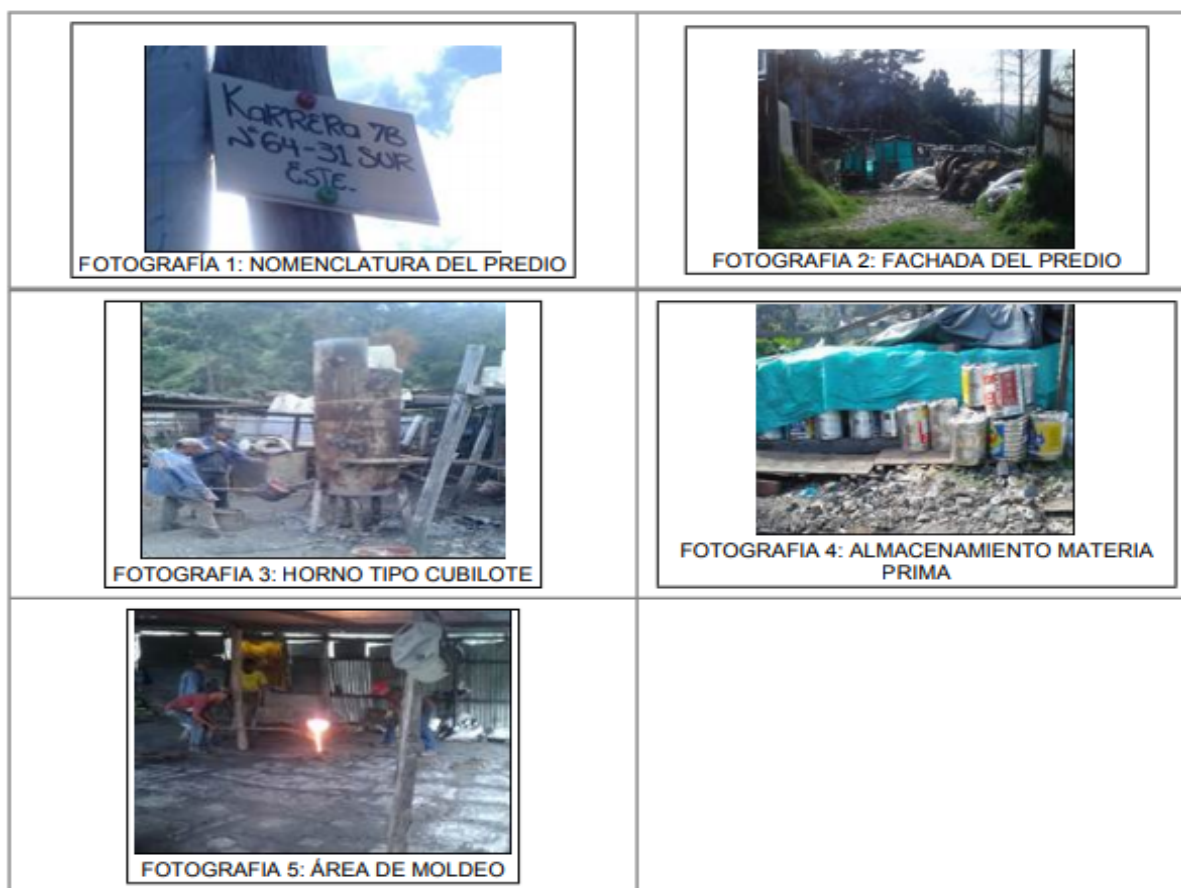 KARRERA 7B
N° 64-31 SUR
ESTE.
FOTOGRAFÍA 1: NOMENCLATURA DEL PREDIO
FOTOGRAFIA 2: FACHADA DEL PREDIO
FOTOGRAFIA 3: HORNO TIPO CUBILOTE
FOTOGRAFIA 4: ALMACENAMIENTO MATERIA
PRIMA
FOTOGRAFIA 5: ÁREA DE MOLDEO